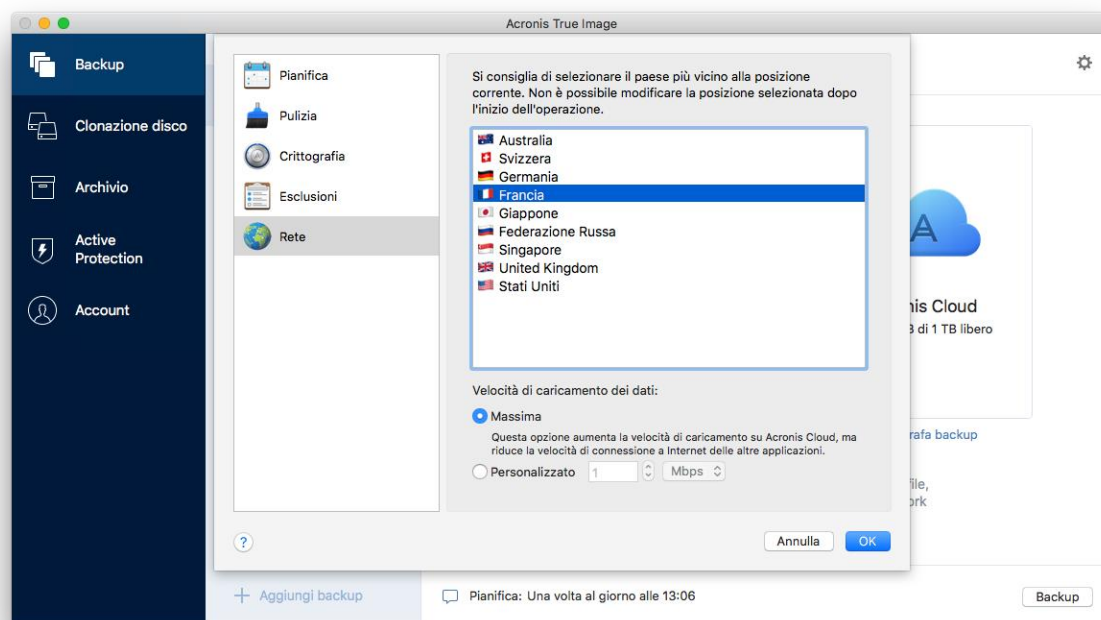 Acronis True Image
Backup
Clonazione disco
Archivio
Active
Protection
Account
Pianifica
Pulizia
Crittografia
Esclusioni
Rete
Si consiglia di selezionare il paese più vicino alla posizione
corrente. Non è possibile modificare la posizione selezionata dopo
l'inizio dell'operazione.
Australia
Svizzera
Germania
Francia
Giappone
Federazione Russa
Singapore
United Kingdom
Stati Uniti
Velocità di caricamento dei dati:
Massima
Questa opzione aumenta la velocità di caricamento su Acronis Cloud, ma
riduce la velocità di connessione a Internet delle altre applicazioni.
Personalizzato 1 Mbps
? Annulla OK
Cloud
di 1 TB libero
backup
+ Aggiungi backup
Pianifica: Una volta al giorno alle 13:06
Backup